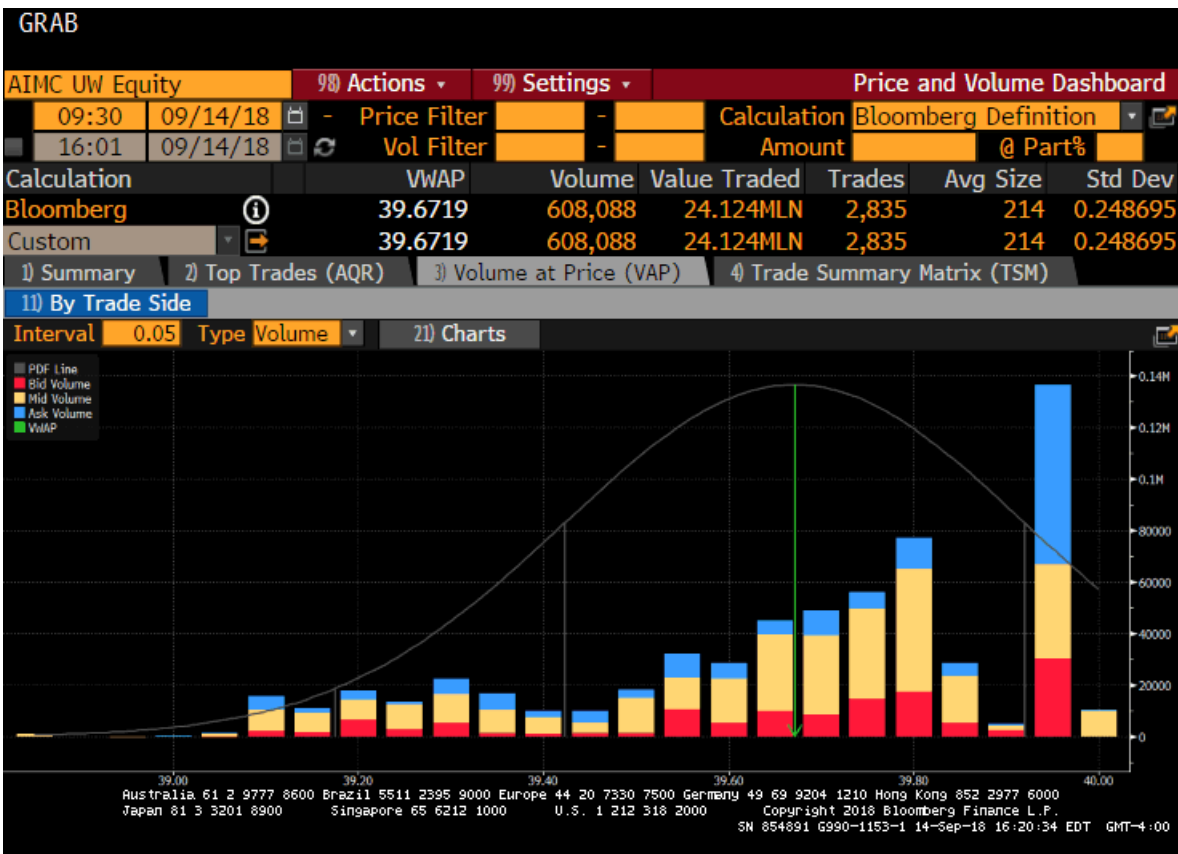 GRAB
AIMC UW Equity 98) Actions 99) Settings Price and Volume Dashboard
09:30 09/14/18 - Price Filter - Calculation Bloomberg Definition
16:01 09/14/18 Vol Filter - Amount @ Part%
Calculation VWAP Volume Value Traded Trades Avg Size Std Dev
Bloomberg 39.6719 608,088 24.124MLN 2,835 214 0.248695
Custom 39.6719 608,088 24.124MLN 2,835 214 0.248695
1) Summary 2) Top Trades (AQR) 3) Volume at Price (VAP) 4) Trade Summary Matrix (TSM)
11) By Trade Side
Interval 0.05 Type Volume 21) Charts
PDF Line
Bid Volume
Mid Volume
Ask Volume
VWAP
0.14M
0.12M
0.1M
80000
60000
40000
20000
0
39.00 39.20 39.40 39.60 39.80 40.00
Australia 61 2 9777 8600 Brazil 5511 2395 9000 Europe 44 20 7330 7500 Germany 49 69 9204 1210 Hong Kong 852 2977 6000
Japan 81 3 3201 8900 Singapore 65 6212 1000 U.S. 1 212 318 2000 Copyright 2018 Bloomberg Finance L.P.
SN 854891 G990-1153-1 14-Sep-18 16:20:34 EDT GMT-4:00